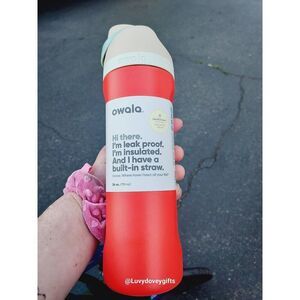 owala.
Hi there.
I'm leak proof.
I'm insulated.
And I have a
built-in straw.
@Luvydoveygifts